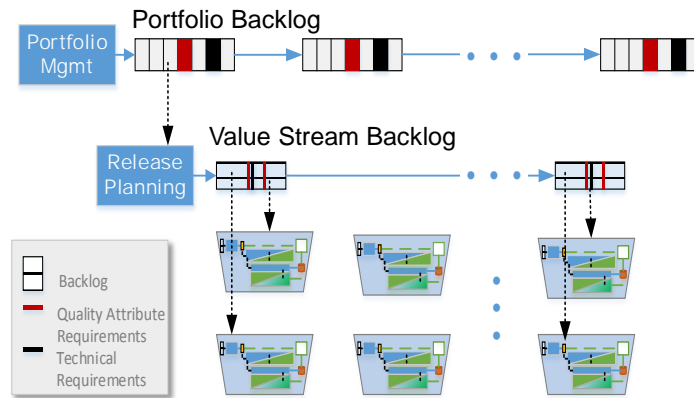 Portfolio Backlog
Portfolio
Mgmt
Value Stream Backlog
Release
Planning
Backlog
Quality Attribute
Requirements
Technical
Requirements